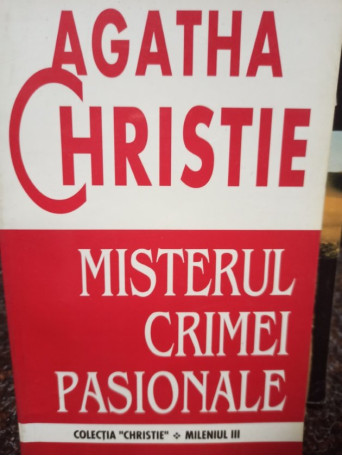 AGATHA
CHRISTIE
MISTERUL
CRIMEI
PASIONALE
COLECȚIA "CHRISTIE" ❖ MILENIUL III